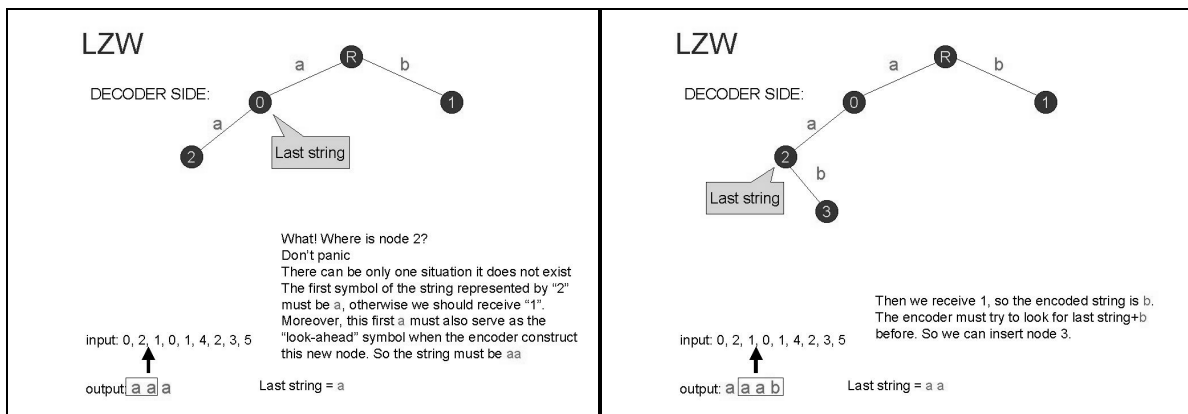 LZW
R
a
b
DECODER SIDE:
0
1
a
2
Last string
What! Where is node 2?
Don't panic
There can be only one situation it does not exist
The first symbol of the string represented by “2”
must be a, otherwise we should receive “1”.
Moreover, this first a must also serve as the
“look-ahead” symbol when the encoder construct
this new node. So the string must be aa
input: 0, 2, 1, 0, 1, 4, 2, 3, 5
output: a a a
Last string = a
LZW
R
a
b
DECODER SIDE:
0
1
a
2
b
Last string
3
Then we receive 1, so the encoded string is b.
The encoder must try to look for last string+b
before. So we can insert node 3.
input: 0, 2, 1, 0, 1, 4, 2, 3, 5
output: a a a b
Last string = a a